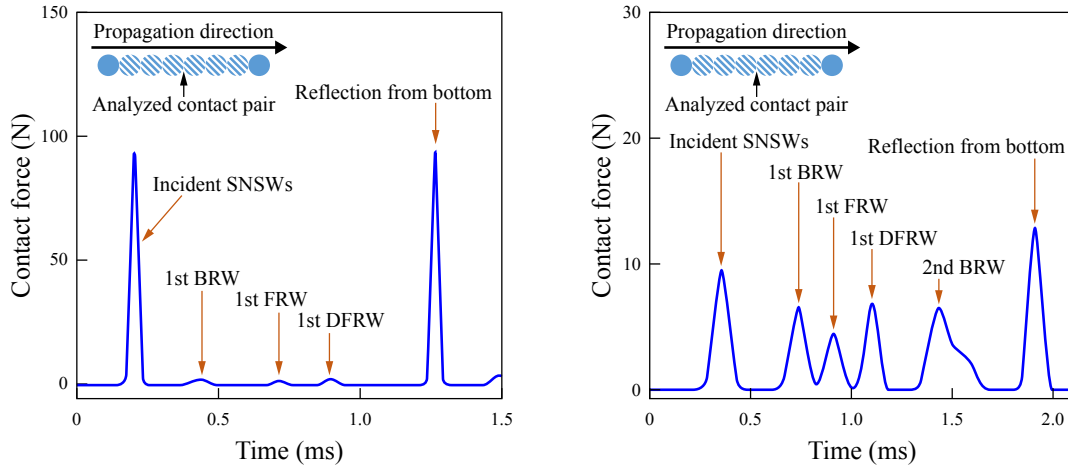 150
100
50
0
Contact force (N)
Propagation direction
Analyzed contact pair
Reflection from bottom
Incident SNSWs
1st BRW
1st FRW
1st DFRW
0
0.5
1.0
1.5
Time (ms)
30
20
10
0
Contact force (N)
Propagation direction
Analyzed contact pair
Incident SNSWs
Reflection from bottom
1st BRW
1st FRW
1st DFRW
2nd BRW
0
0.5
1.0
1.5
2.0
Time (ms)